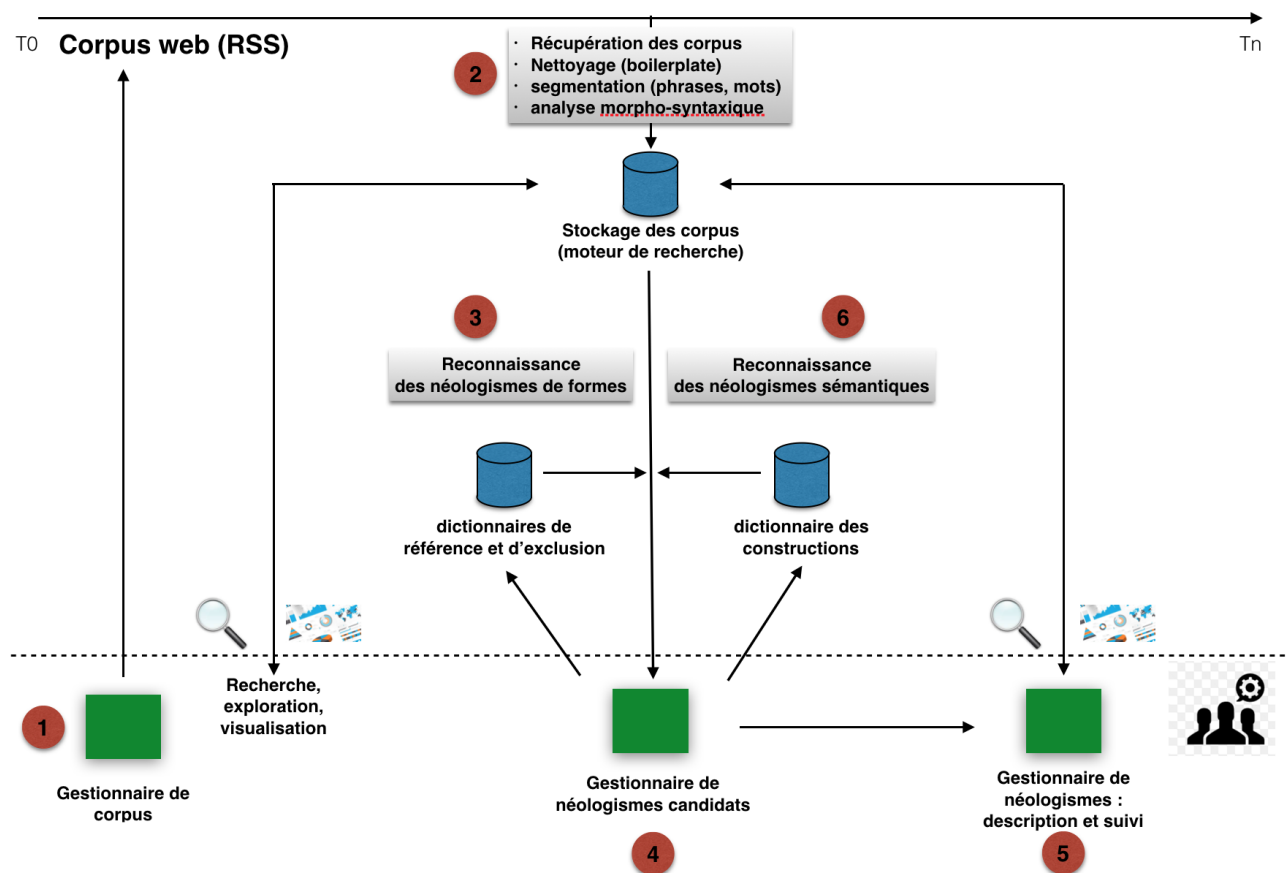 T0
Corpus web (RSS)
Tn
2
· Récupération des corpus
· Nettoyage (boilerplate)
· segmentation (phrases, mots)
· analyse morpho-syntaxique
Stockage des corpus
(moteur de recherche)
3
6
Reconnaissance
des néologismes de formes
Reconnaissance
des néologismes sémantiques
dictionnaires de
référence et d’exclusion
dictionnaire des
constructions
Recherche,
exploration,
visualisation
1
Gestionnaire de
corpus
Gestionnaire de
néologismes candidats
4
Gestionnaire de
néologismes :
description et suivi
5